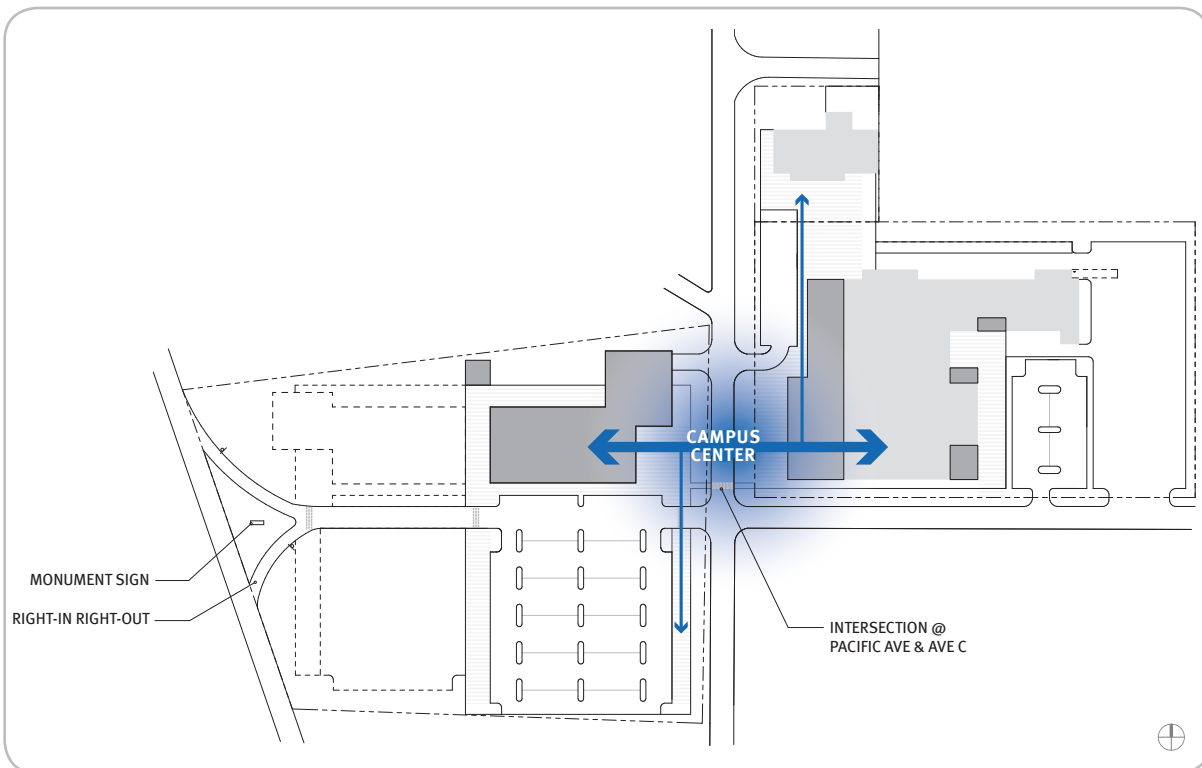 CAMPUS
CENTER
MONUMENT SIGN
RIGHT-IN RIGHT-OUT
INTERSECTION @
PACIFIC AVE & AVE C